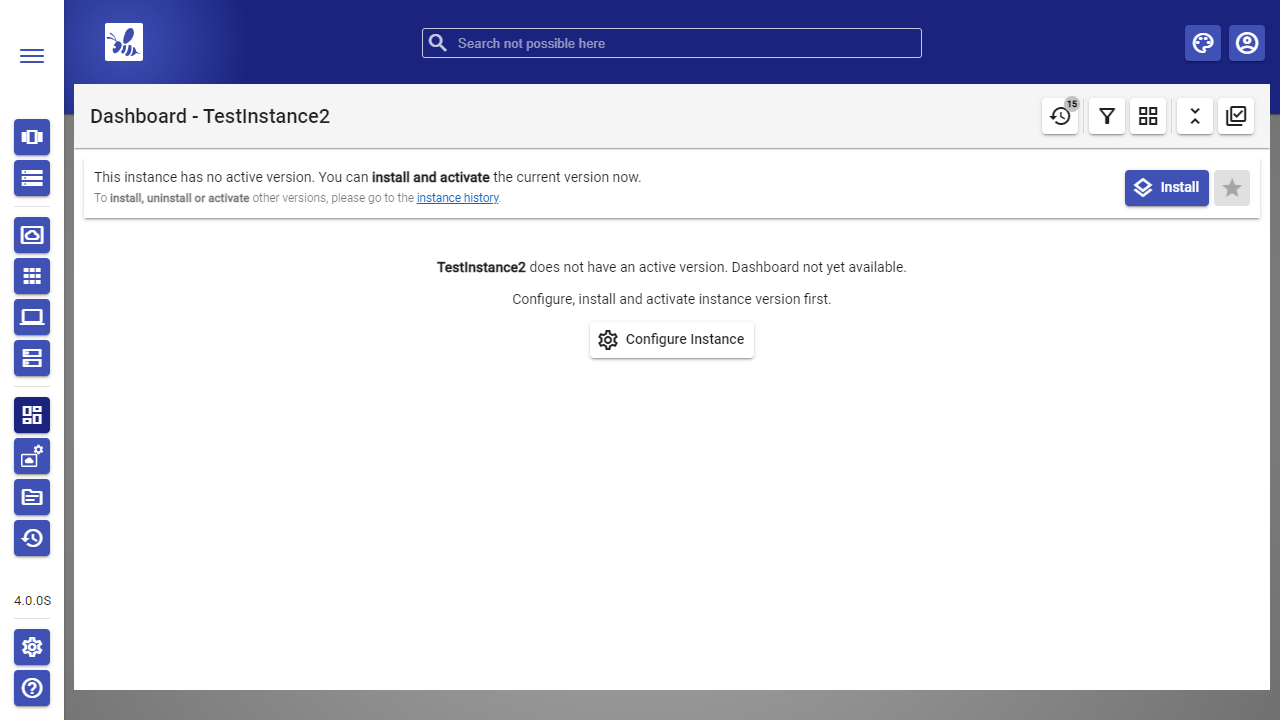 Search not possible here
Dashboard - TestInstance2
15
This instance has no active version. You can install and activate the current version now.
To install, uninstall or activate other versions, please go to the instance history.
Install
TestInstance2 does not have an active version. Dashboard not yet available.
Configure, install and activate instance version first.
Configure Instance
4.0.0S